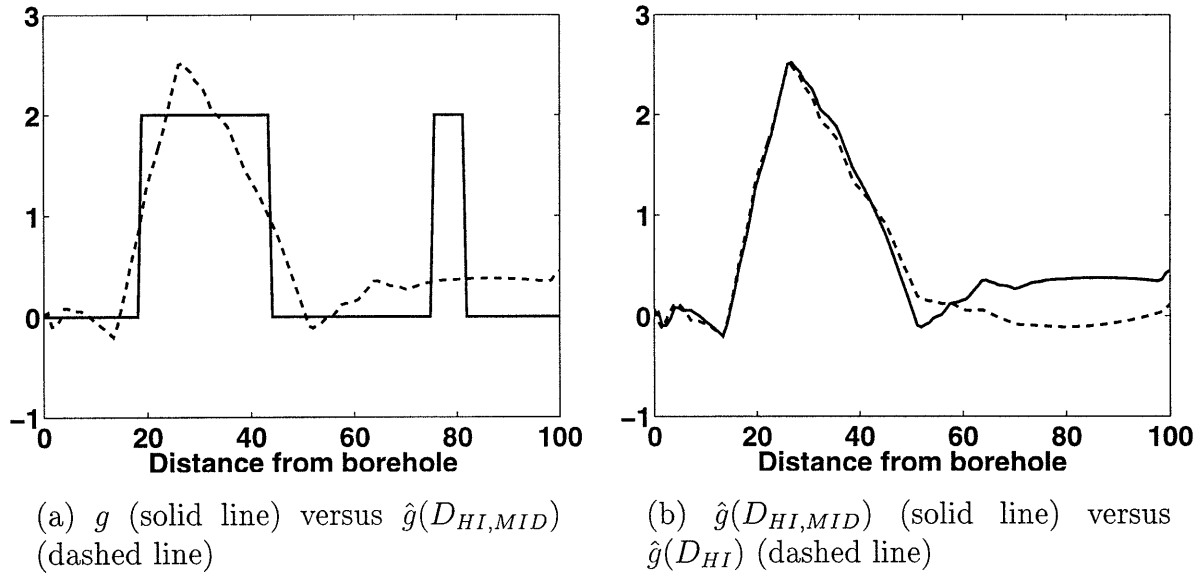 3
2
1
0
−1
0 20 40 60 80 100
Distance from borehole
(a) g (solid line) versus ĝ(D_{HI,MID})
(dashed line)
3
2
1
0
−1
0 20 40 60 80 100
Distance from borehole
(b) ĝ(D_{HI,MID}) (solid line) versus
ĝ(D_{HI}) (dashed line)